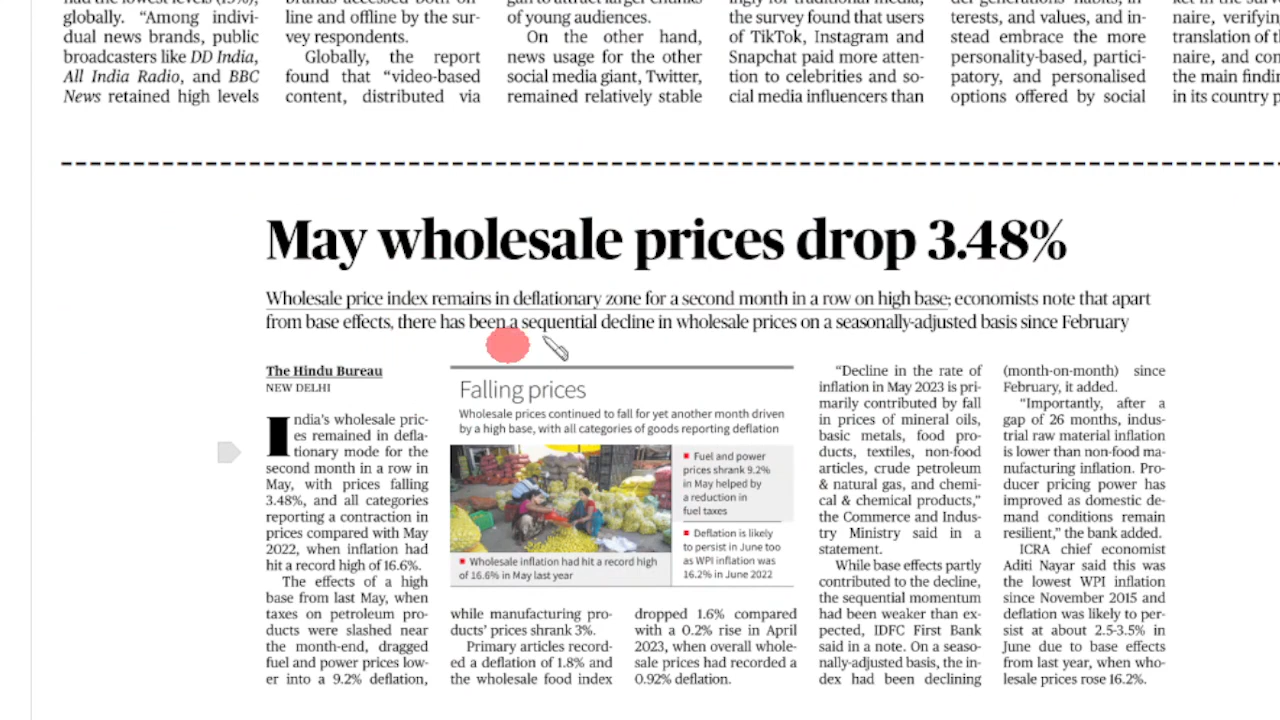 globally. “Among indivi-
dual news brands, public
broadcasters like DD India,
All India Radio, and BBC
News retained high levels
line and offline by the sur-
vey respondents.
Globally, the report
found that “video-based
content, distributed via
of young audiences.
On the other hand,
news usage for the other
social media giant, Twitter,
remained relatively stable
the survey found that users
of TikTok, Instagram and
Snapchat paid more atten-
tion to celebrities and so-
cial media influencers than
terests, and values, and in-
stead embrace the more
personality-based, partici-
patory, and personalised
options offered by social
naire, verifying
translation of
naire, and
the main
in its country
May wholesale prices drop 3.48%
Wholesale price index remains in deflationary zone for a second month in a row on high base; economists note that apart
from base effects, there has been a sequential decline in wholesale prices on a seasonally-adjusted basis since February
The Hindu Bureau
NEW DELHI
India’s wholesale pric-
es remained in defla-
tionary mode for the
second month in a row in
May, with prices falling
3.48%, and all categories
reporting a contraction in
prices compared with May
2022, when inflation had
hit a record high of 16.6%.
The effects of a high
base from last May, when
taxes on petroleum pro-
ducts were slashed near
the month-end, dragged
fuel and power prices low-
er into a 9.2% deflation,
Falling prices
Wholesale prices continued to fall for yet another month driven
by a high base, with all categories of goods reporting deflation
Fuel and power
prices shrank 9.2%
in May helped by
a reduction in
fuel taxes
Deflation is likely
to persist in June too
as WPI inflation was
16.2% in June 2022
Wholesale inflation had hit a record high
of 16.6% in May last year
while manufacturing pro-
ducts’ prices shrank 3%.
Primary articles record-
ed a deflation of 1.8% and
the wholesale food index
dropped 1.6% compared
with a 0.2% rise in April
2023, when overall whole-
sale prices had recorded a
0.92% deflation.
“Decline in the rate of
inflation in May 2023 is pri-
marily contributed by fall
in prices of mineral oils,
basic metals, food pro-
ducts, textiles, non-food
articles, crude petroleum
& natural gas, and chemi-
cal & chemical products,”
the Commerce and Indus-
try Ministry said in a
statement.
While base effects partly
contributed to the decline,
the sequential momentum
had been weaker than ex-
pected, IDFC First Bank
said in a note. On a seaso-
nally-adjusted basis, the in-
dex had been declining
(month-on-month) since
February, it added.
“Importantly, after a
gap of 26 months, indus-
trial raw material inflation
is lower than non-food ma-
nufacturing inflation. Pro-
ducer pricing power has
improved as domestic de-
mand conditions remain
resilient,” the bank added.
ICRA chief economist
Aditi Nayar said this was
the lowest WPI inflation
since November 2015 and
deflation was likely to per-
sist at about 2.5-3.5% in
June due to base effects
from last year, when who-
lesale prices rose 16.2%.